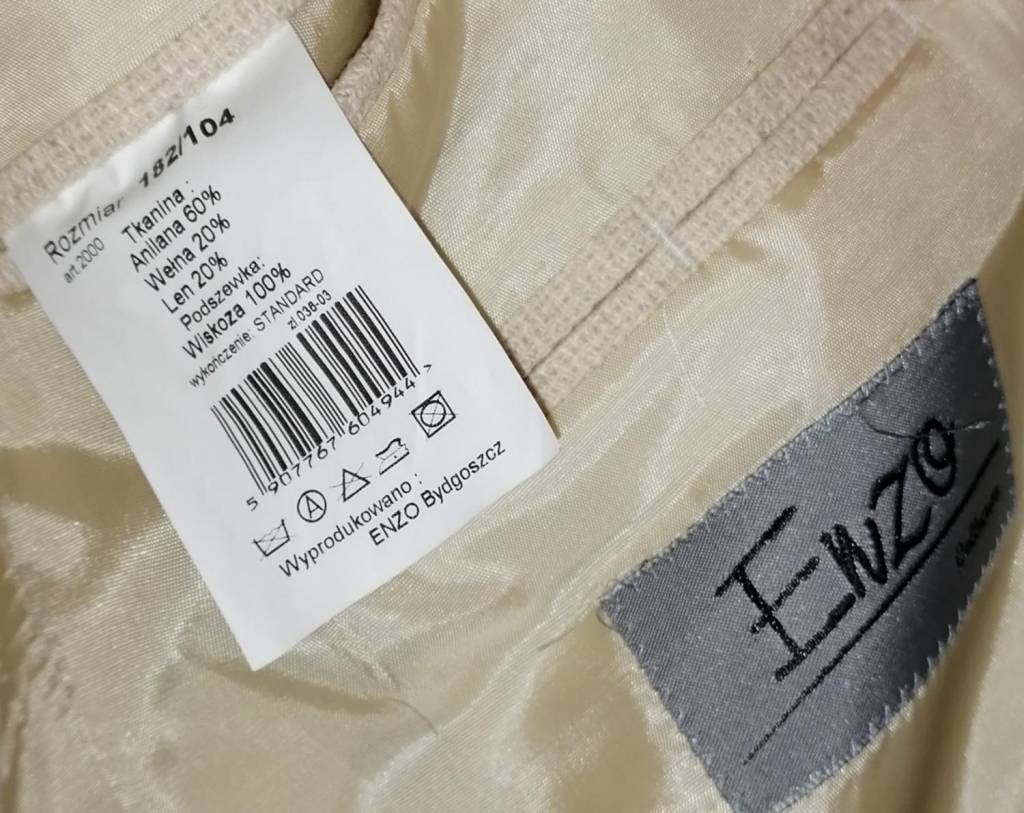 Rozmiar 182/104
art.2000
Tkanina :
Anilana 60%
Wełna 20%
Len 20%
Podszewka:
Wiskoza 100%
wykończenie: STANDARD
zl.038-03
5 907767 604944 >
A
Wyprodukowano :
ENZO Bydgoszcz
ENZO